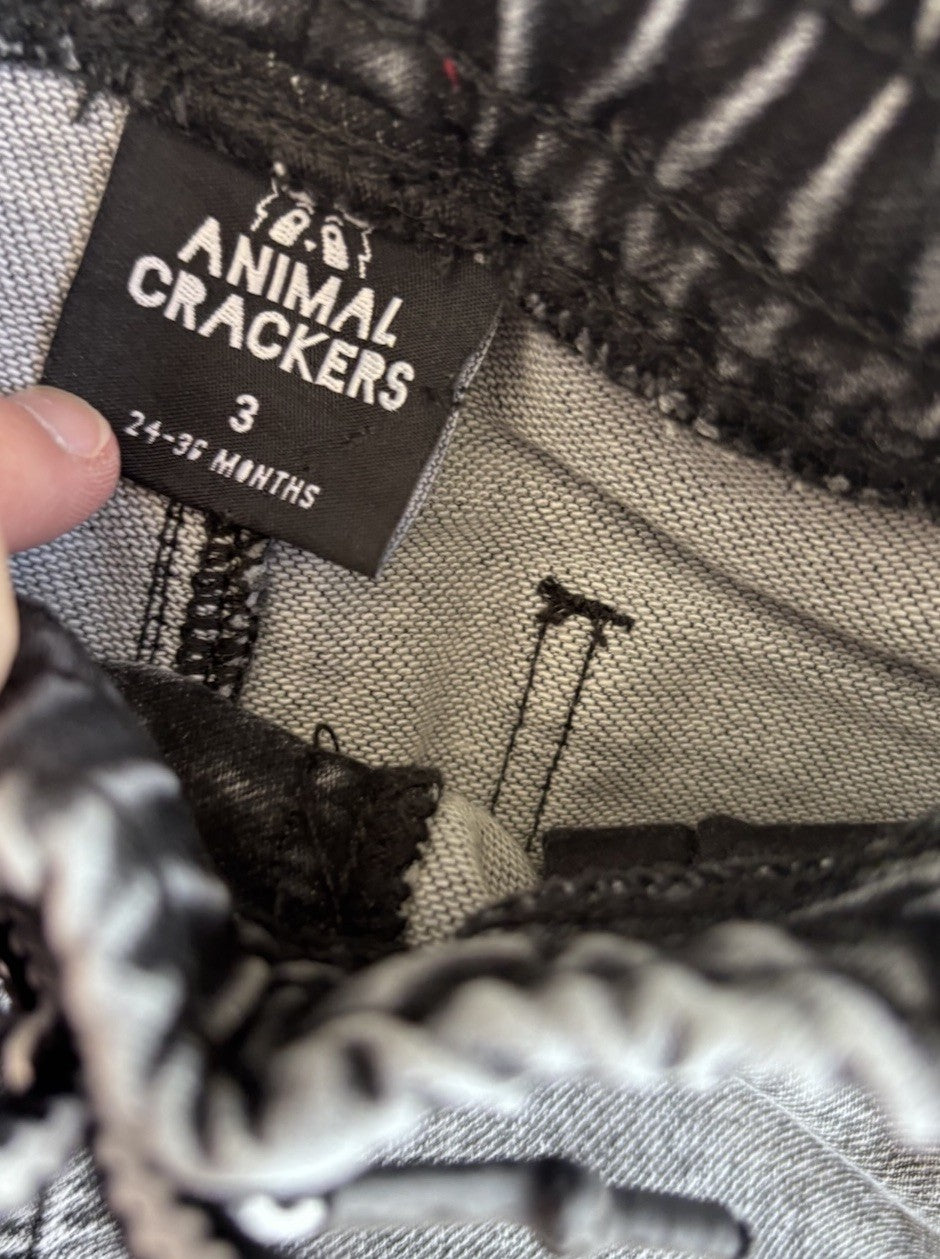 ANIMAL
CRACKERS
3
24-36 MONTHS